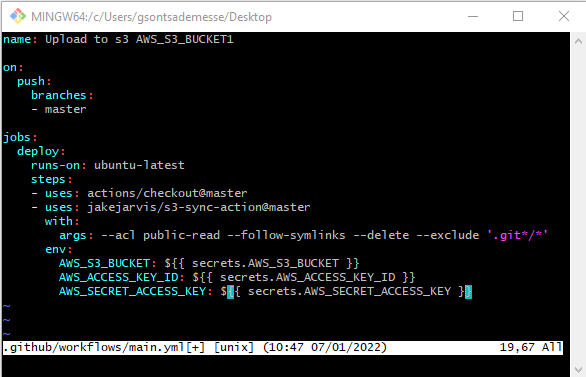 MINGW64:/c/Users/gsontsademesse/Desktop
name: Upload to s3 AWS_S3_BUCKET1
on:
  push:
    branches:
    - master
jobs:
  deploy:
    runs-on: ubuntu-latest
    steps:
    - uses: actions/checkout@master
    - uses: jakejarvis/s3-sync-action@master
      with:
        args: --acl public-read --follow-symlinks --delete --exclude '.git*/*'
      env:
        AWS_S3_BUCKET: ${{ secrets.AWS_S3_BUCKET }}
        AWS_ACCESS_KEY_ID: ${{ secrets.AWS_ACCESS_KEY_ID }}
        AWS_SECRET_ACCESS_KEY: ${{ secrets.AWS_SECRET_ACCESS_KEY }}
~
~
~
.github/workflows/main.yml[+] [unix] (10:47 07/01/2022) 19,67 All